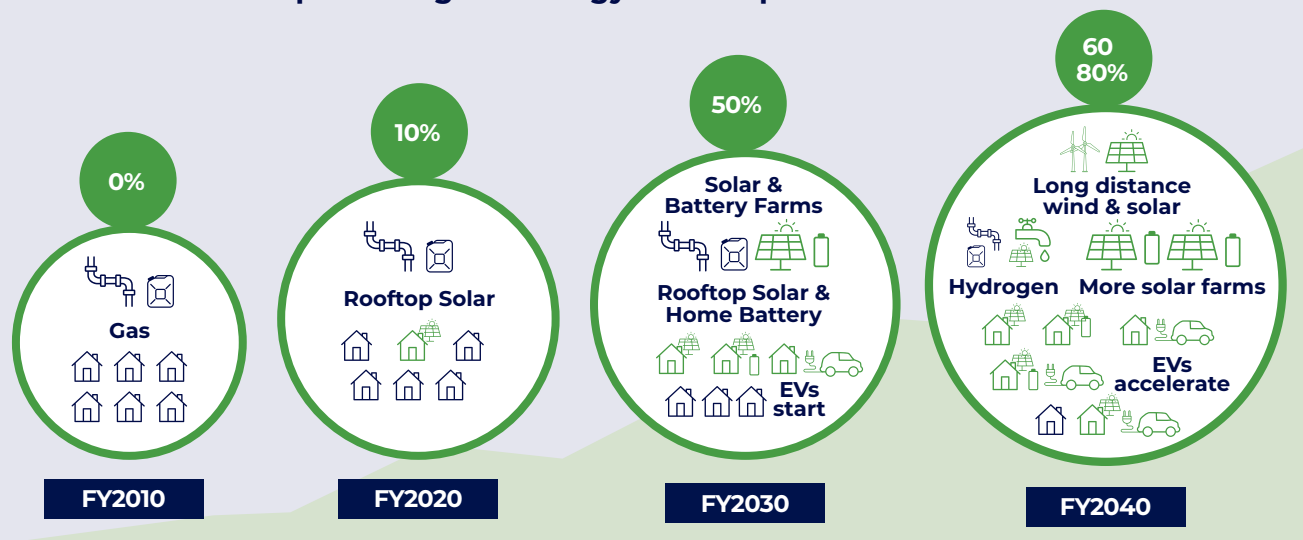 0%
Gas
FY2010
10%
Rooftop Solar
FY2020
50%
Solar &
Battery Farms
Rooftop Solar &
Home Battery
EVs
start
FY2030
60
80%
Long distance
wind & solar
Hydrogen
More solar farms
EVs
accelerate
FY2040